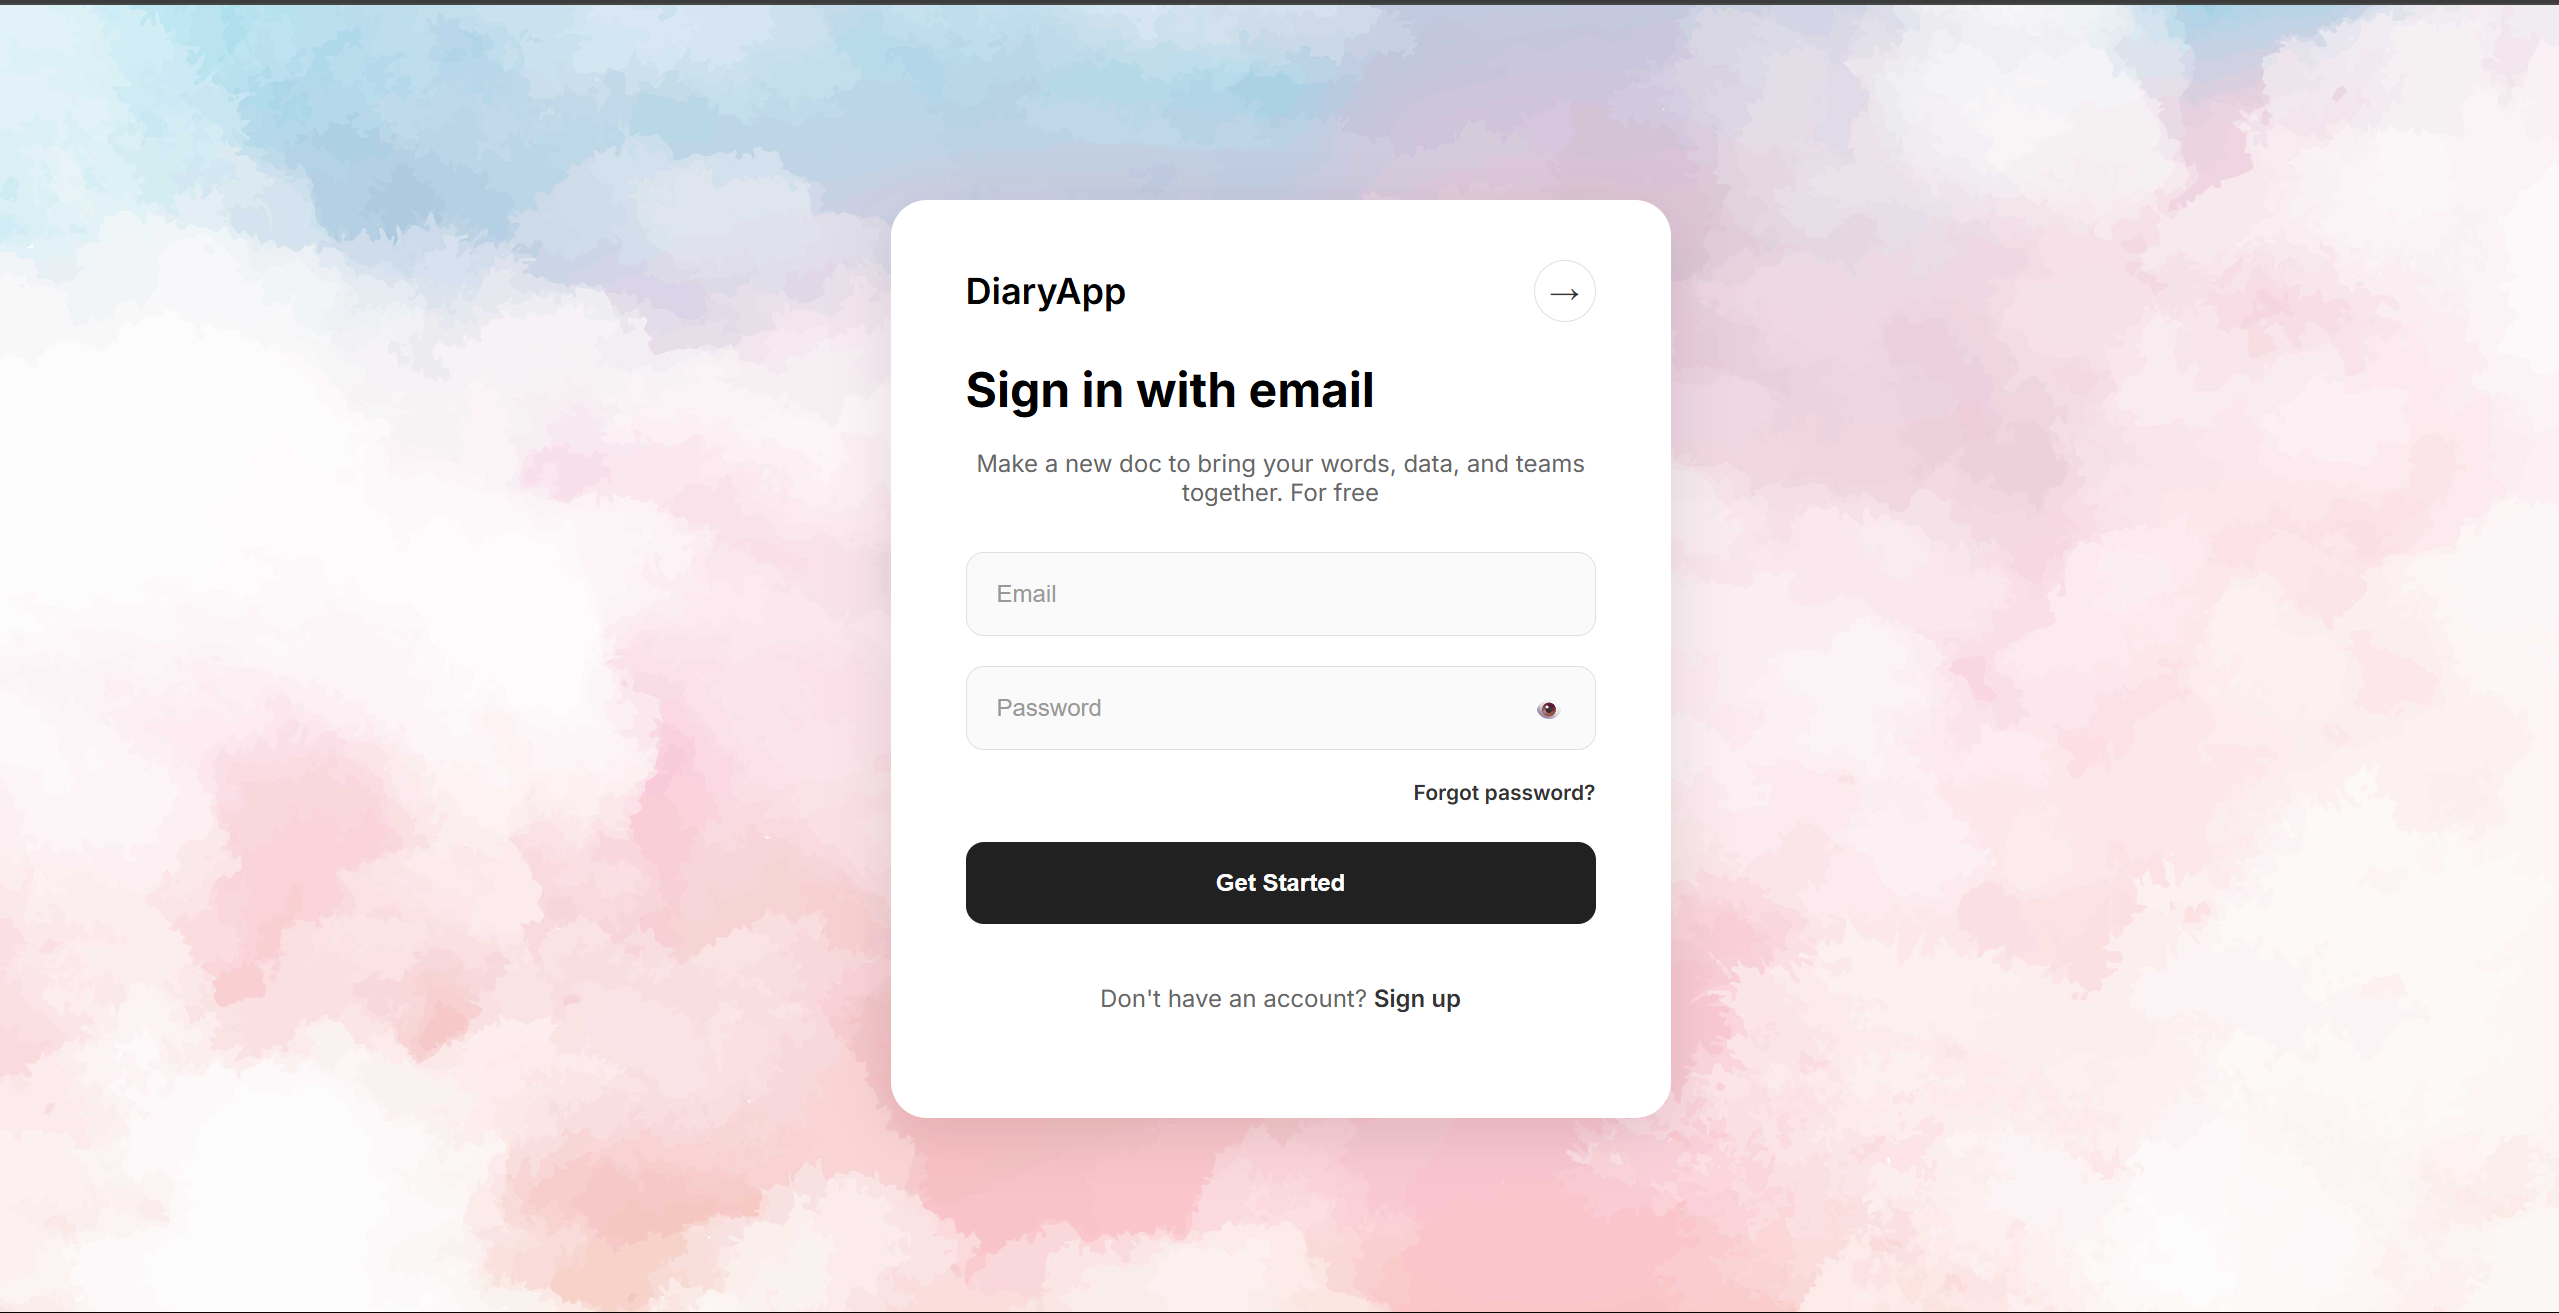 DiaryApp
→
Sign in with email
Make a new doc to bring your words, data, and teams
together. For free
Email
Password
Forgot password?
Get Started
Don't have an account? Sign up